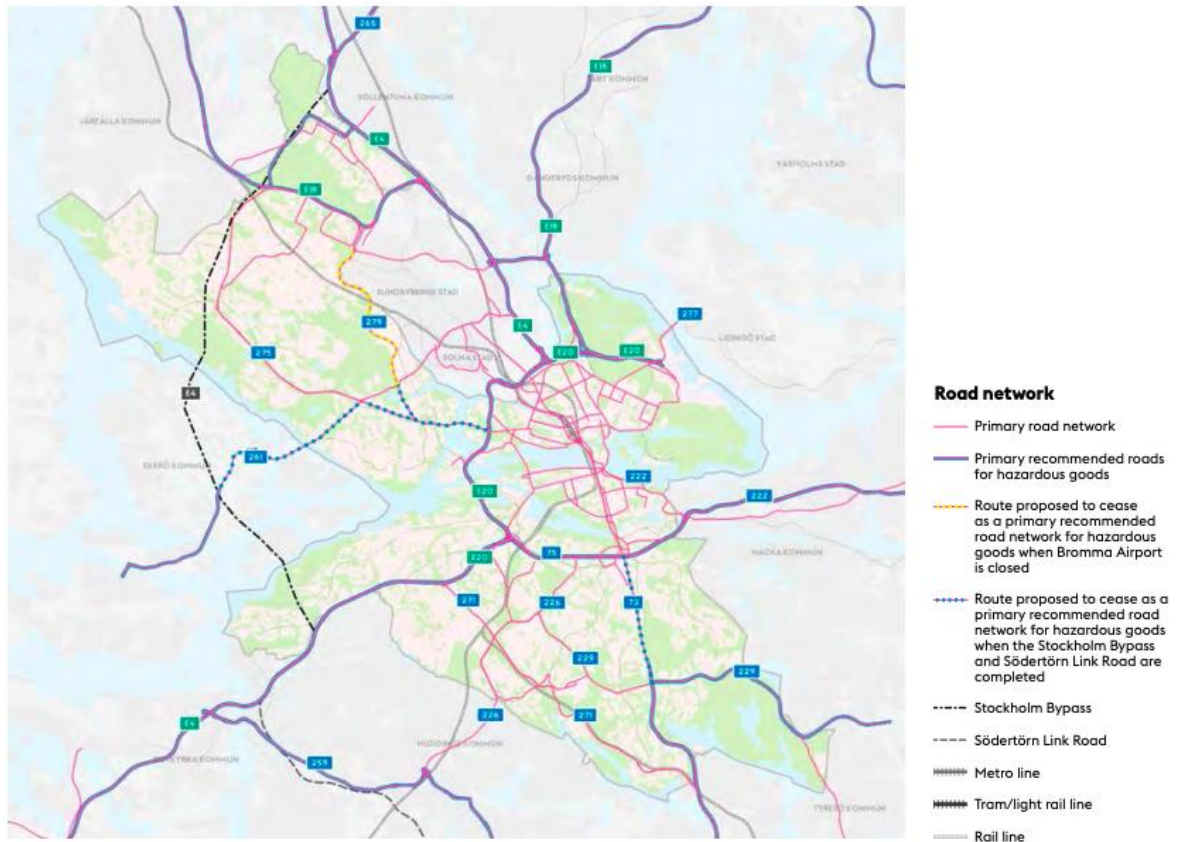 265
E18
TÄBY KOMMUN
SOLLENTUNA KOMMUN
JÄRFÄLLA KOMMUN
E4
VAXHOLMS STAD
DANDERYDS KOMMUN
E18
E18
SUNDBYBERGS STAD
277
279
E4
LIDINGÖ STAD
275
SOLNA STAD
E20
E20
E4
EKERÖ KOMMUN
261
222
E20
222
E20
75
NACKA KOMMUN
271
226
73
229
229
226
271
E4
HUDDINGE KOMMUN
BOTKYRKA KOMMUN
259
TYRESÖ KOMMUN
Road network
Primary road network
Primary recommended roads
for hazardous goods
Route proposed to cease
as a primary recommended
road network for hazardous
goods when Bromma Airport
is closed
Route proposed to cease as a
primary recommended road
network for hazardous goods
when the Stockholm Bypass
and Södertörn Link Road are
completed
Stockholm Bypass
Södertörn Link Road
Metro line
Tram/light rail line
Rail line